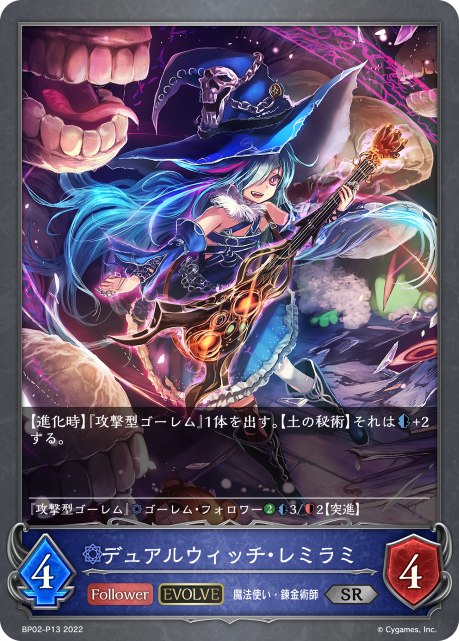 【進化時】『攻撃型ゴーレム』1体を出す。【土の秘術】それは+2
する。
『攻撃型ゴーレム』ゴーレム・フォロワー2 3/2【突進】
4
デュアルウィッチ・レミラミ
4
Follower EVOLVE 魔法使い・錬金術師 SR
BP02-P13 2022 © Cygames, Inc.